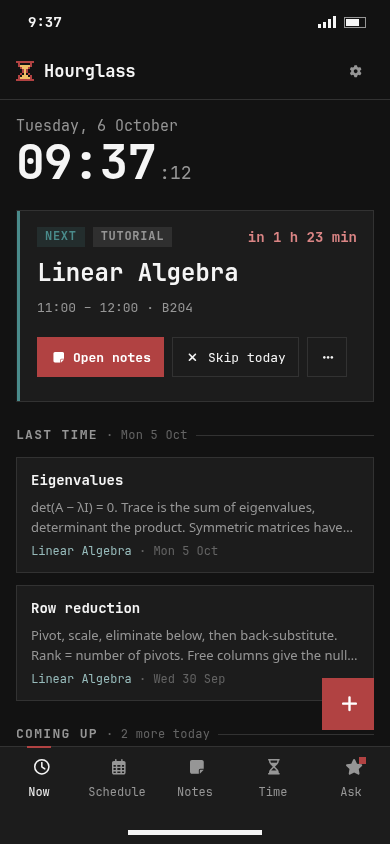 9:37
Hourglass
Tuesday, 6 October
09:37:12
NEXT TUTORIAL in 1 h 23 min
Linear Algebra
11:00 – 12:00 · B204
Open notes Skip today
LAST TIME · Mon 5 Oct
Eigenvalues
det(A − λI) = 0. Trace is the sum of eigenvalues,
determinant the product. Symmetric matrices have…
Linear Algebra · Mon 5 Oct
Row reduction
Pivot, scale, eliminate below, then back-substitute.
Rank = number of pivots. Free columns give the null…
Linear Algebra · Wed 30 Sep
COMING UP · 2 more today
Now Schedule Notes Time Ask